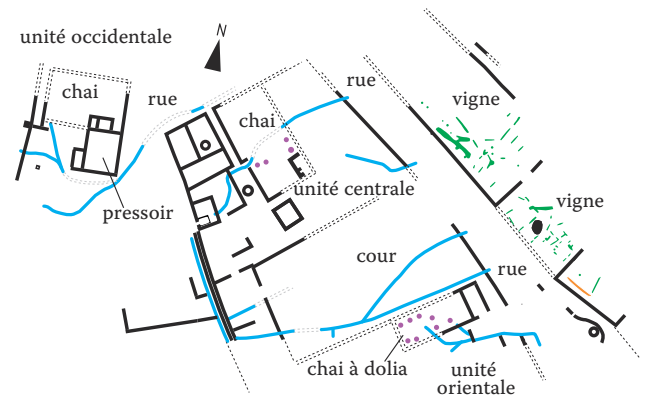 unité occidentale
N
chai
rue
chai
rue
vigne
pressoir
unité centrale
vigne
cour
rue
chai à dolia
unité
orientale